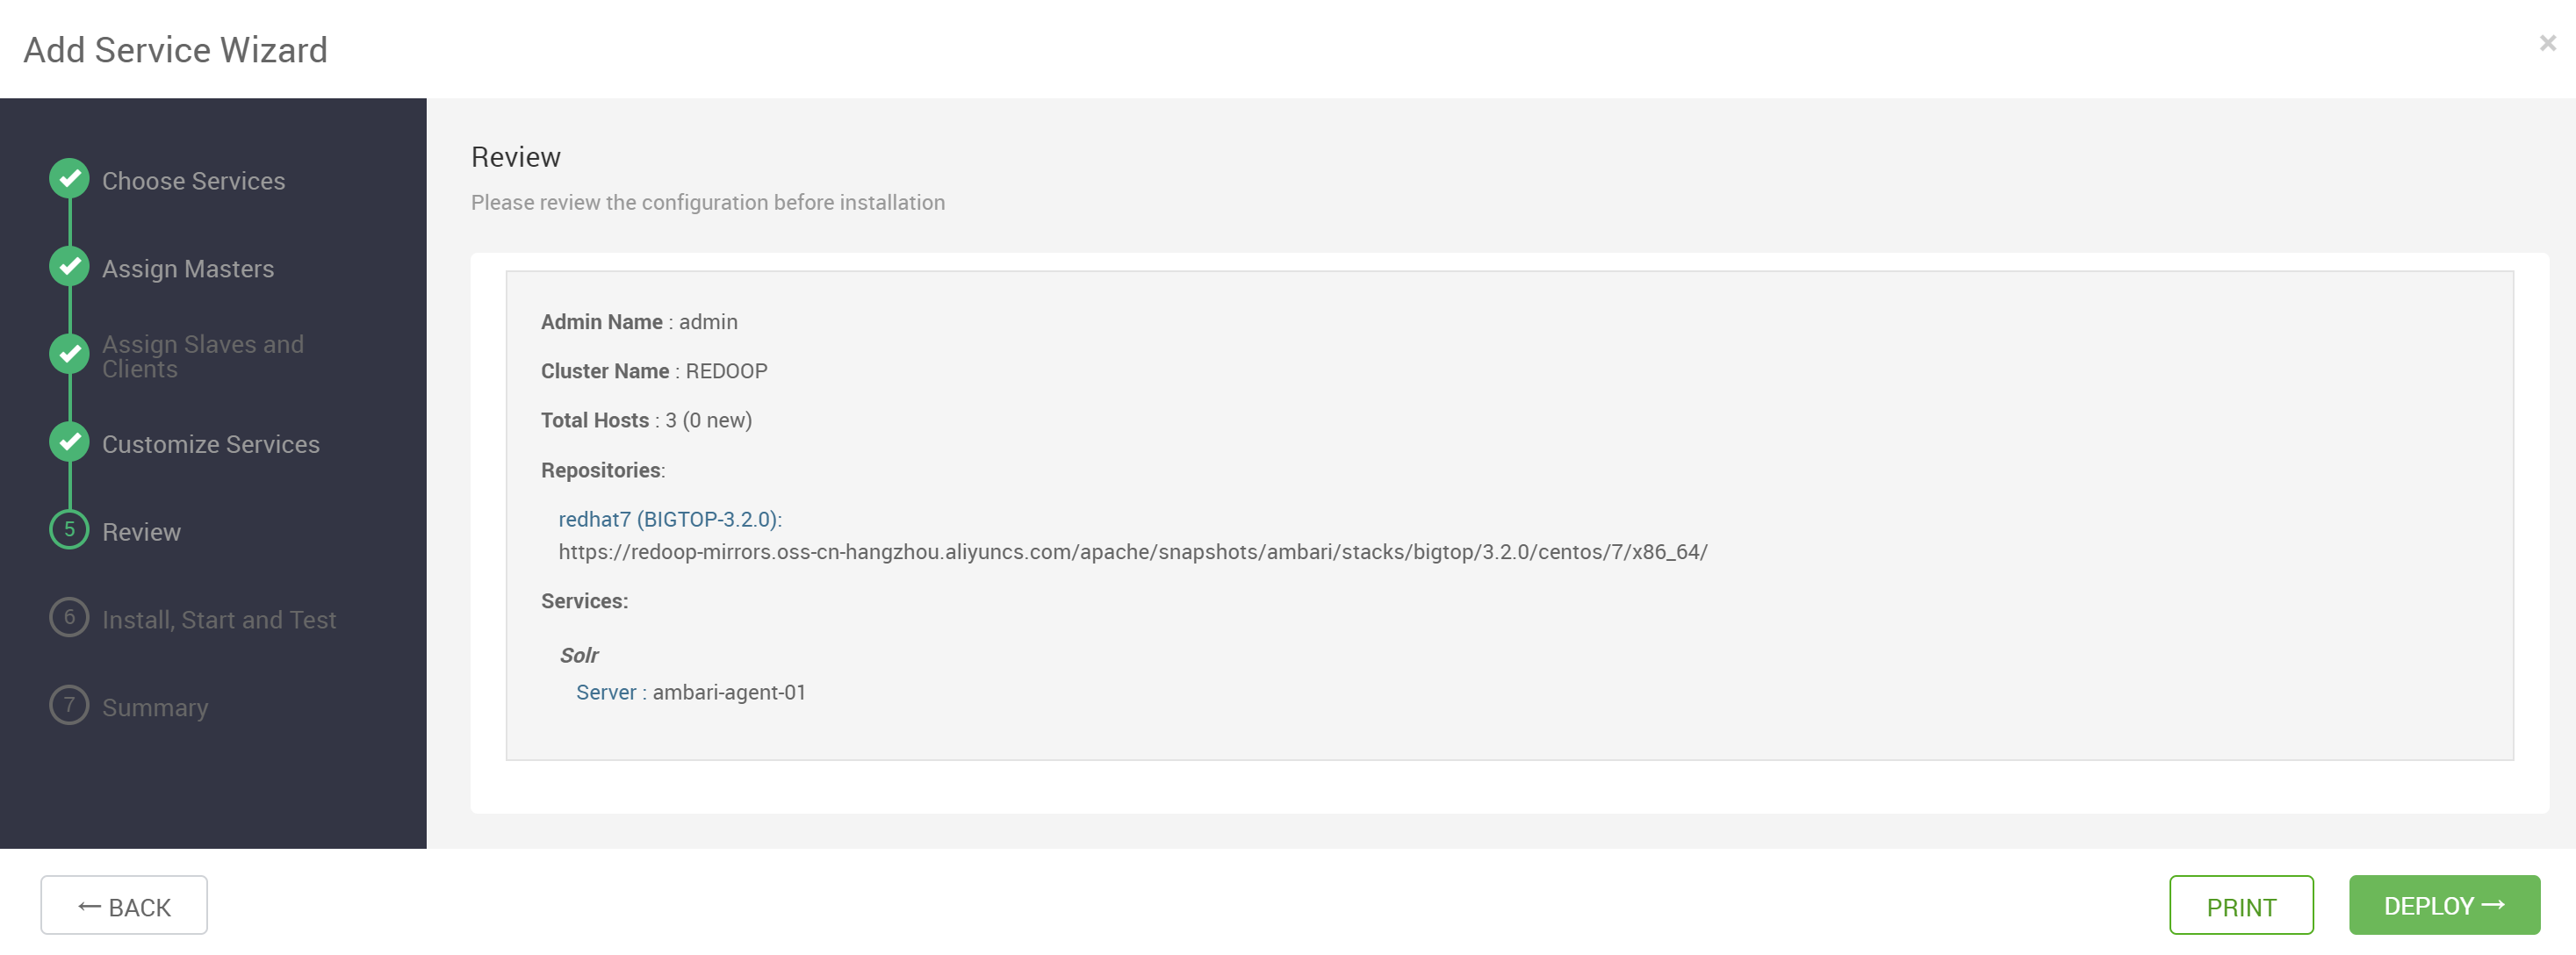 Add Service Wizard
×
Choose Services
Assign Masters
Assign Slaves and
Clients
Customize Services
5 Review
6 Install, Start and Test
7 Summary
Review
Please review the configuration before installation
Admin Name : admin
Cluster Name : REDOOP
Total Hosts : 3 (0 new)
Repositories:
redhat7 (BIGTOP-3.2.0):
https://redoop-mirrors.oss-cn-hangzhou.aliyuncs.com/apache/snapshots/ambari/stacks/bigtop/3.2.0/centos/7/x86_64/
Services:
Solr
Server : ambari-agent-01
← BACK
PRINT
DEPLOY →